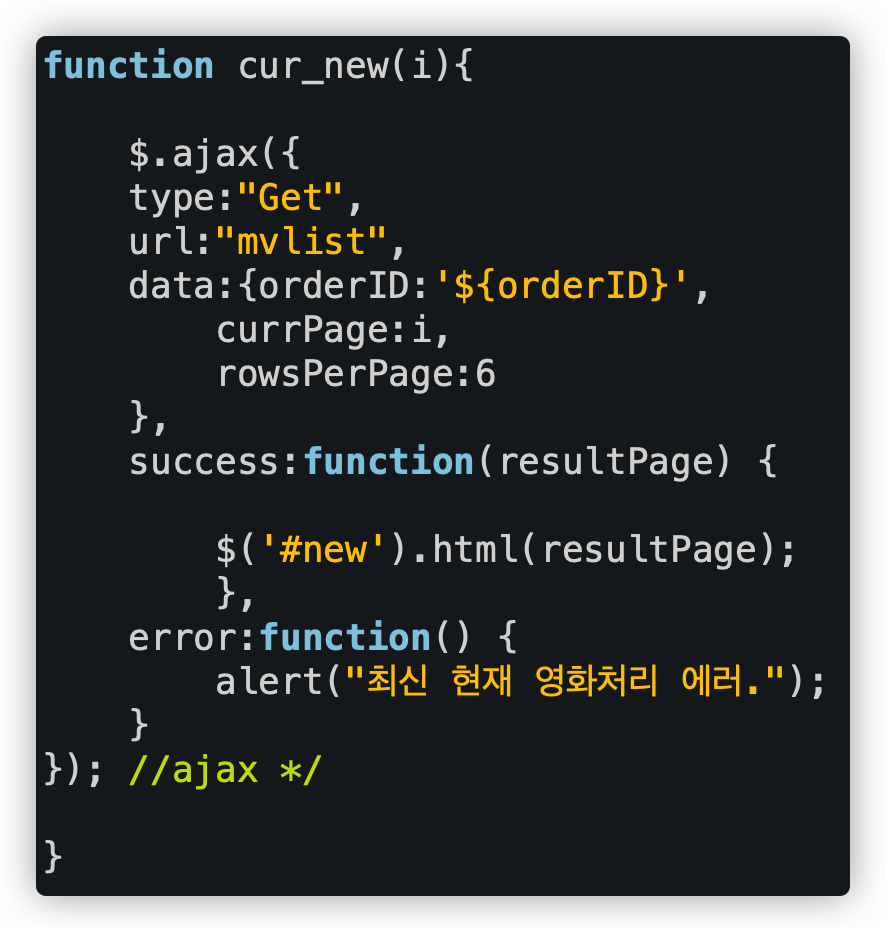 function cur_new(i){

    $.ajax({
    type:"Get",
    url:"mvlist",
    data:{orderID:'${orderID}',
        currPage:i,
        rowsPerPage:6
    },
    success:function(resultPage) {

        $('#new').html(resultPage);
        },
    error:function() {
        alert("최신 현재 영화처리 에러.");
    }
}); //ajax */

}